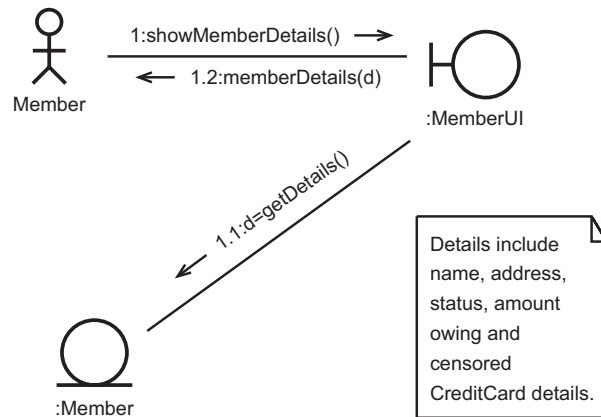 1:showMemberDetails()
1.2:memberDetails(d)
Member
:MemberUI
1.1:d=getDetails()
Details include
name, address,
status, amount
owing and
censored
CreditCard details.
:Member